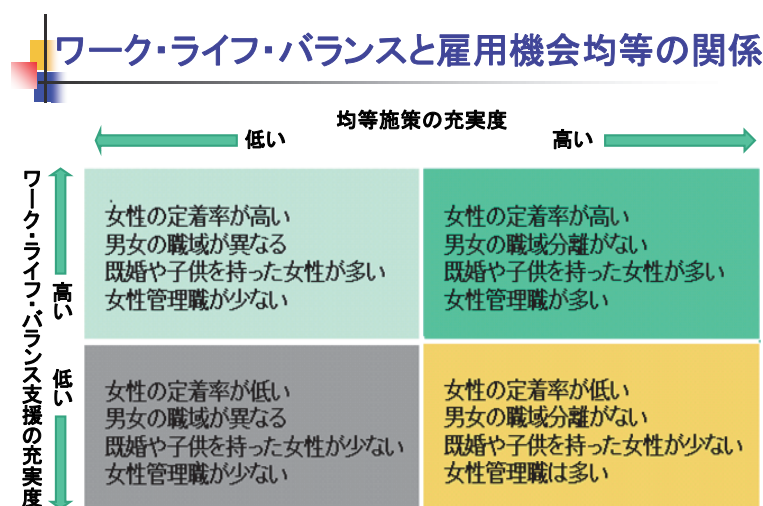 ワーク・ライフ・バランスと雇用機会均等の関係
均等施策の充実度
低い
高い
ワーク・ライフ・バランス支援の充実度
高い
低い
女性の定着率が高い
男女の職域が異なる
既婚や子供を持った女性が多い
女性管理職が少ない
女性の定着率が高い
男女の職域分離がない
既婚や子供を持った女性が多い
女性管理職が多い
女性の定着率が低い
男女の職域が異なる
既婚や子供を持った女性が少ない
女性管理職が少ない
女性の定着率が低い
男女の職域分離がない
既婚や子供を持った女性が少ない
女性管理職は多い